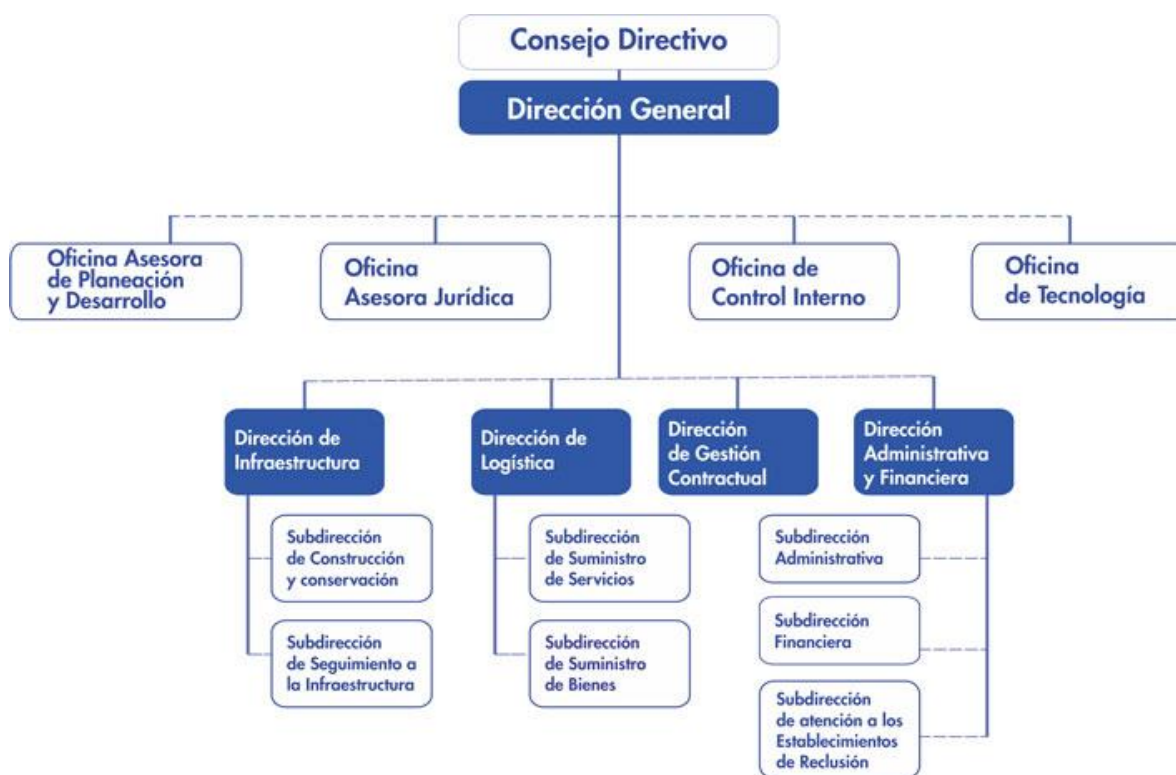 Consejo Directivo
Dirección General
Oficina Asesora
de Planeación
y Desarrollo
Oficina
Asesora Jurídica
Oficina de
Control Interno
Oficina
de Tecnología
Dirección de
Infraestructura
Dirección de
Logística
Dirección
de Gestión
Contractual
Dirección
Administrativa
y Financiera
Subdirección
de Construcción
y conservación
Subdirección
de Seguimiento a
la Infraestructura
Subdirección
de Suministro
de Servicios
Subdirección
de Suministro
de Bienes
Subdirección
Administrativa
Subdirección
Financiera
Subdirección
de atención a los
Establecimientos
de Reclusión